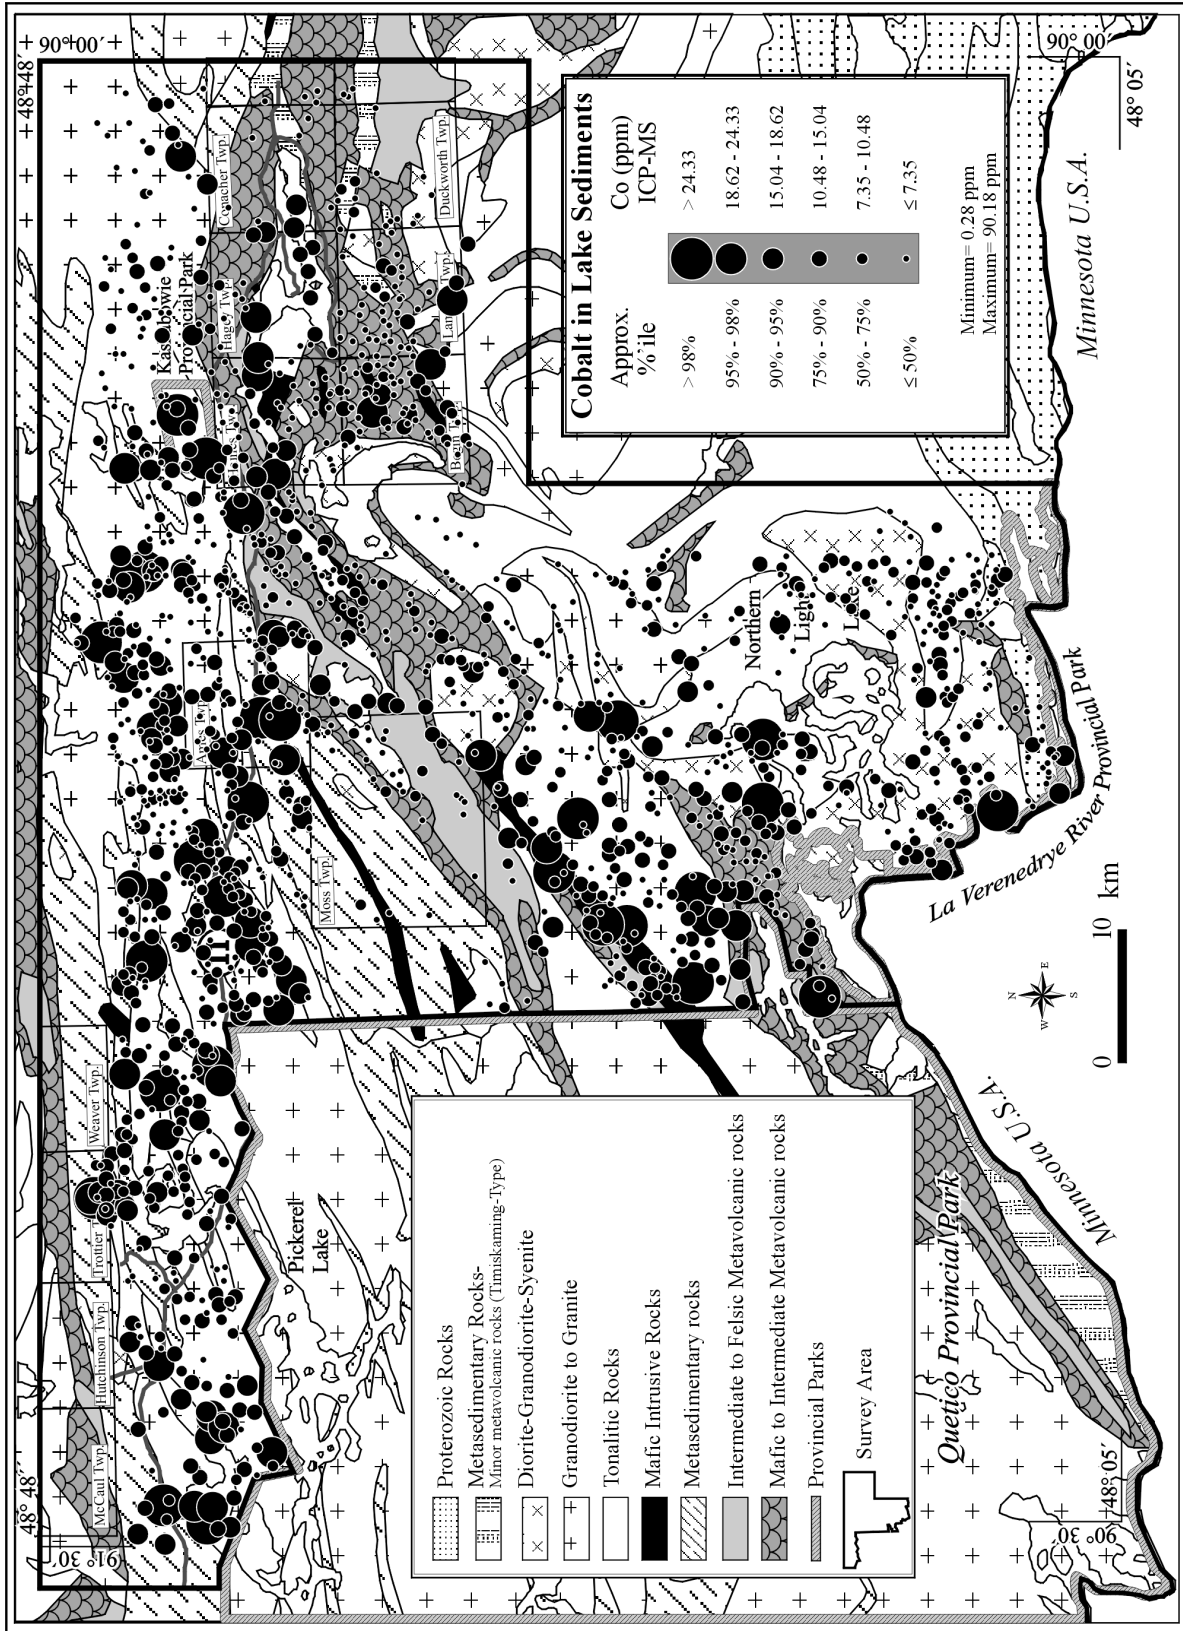 48° 48´
91° 30´
48°48´
90°00´
McCaul Twp.
Hutchinson Twp.
Trottier
Weaver Twp.
Moss Twp.
Hagey Twp.
Conacher Twp.
Duckworth Twp.
Twp.
Kashabowie
Provincial Park
Pickerel
Lake
Northern
Light
Lake
Quetico Provincial Park
La Verenedrye River Provincial Park
Minnesota U.S.A.
Minnesota U.S.A.
90° 00´
48° 05´
48° 05´
90° 30´
Proterozoic Rocks
Metasedimentary Rocks-
Minor metavolcanic rocks (Timiskaming-Type)
Diorite-Granodiorite-Syenite
Granodiorite to Granite
Tonalitic Rocks
Mafic Intrusive Rocks
Metasedimentary rocks
Intermediate to Felsic Metavolcanic rocks
Mafic to Intermediate Metavolcanic rocks
Provincial Parks
Survey Area
N
E
S
W
0 10 km
Cobalt in Lake Sediments
Approx. Co (ppm)
%'ile ICP-MS
> 98% > 24.33
95% - 98% 18.62 - 24.33
90% - 95% 15.04 - 18.62
75% - 90% 10.48 - 15.04
50% - 75% 7.35 - 10.48
≤ 50% ≤ 7.35
Minimum= 0.28 ppm
Maximum= 90.18 ppm